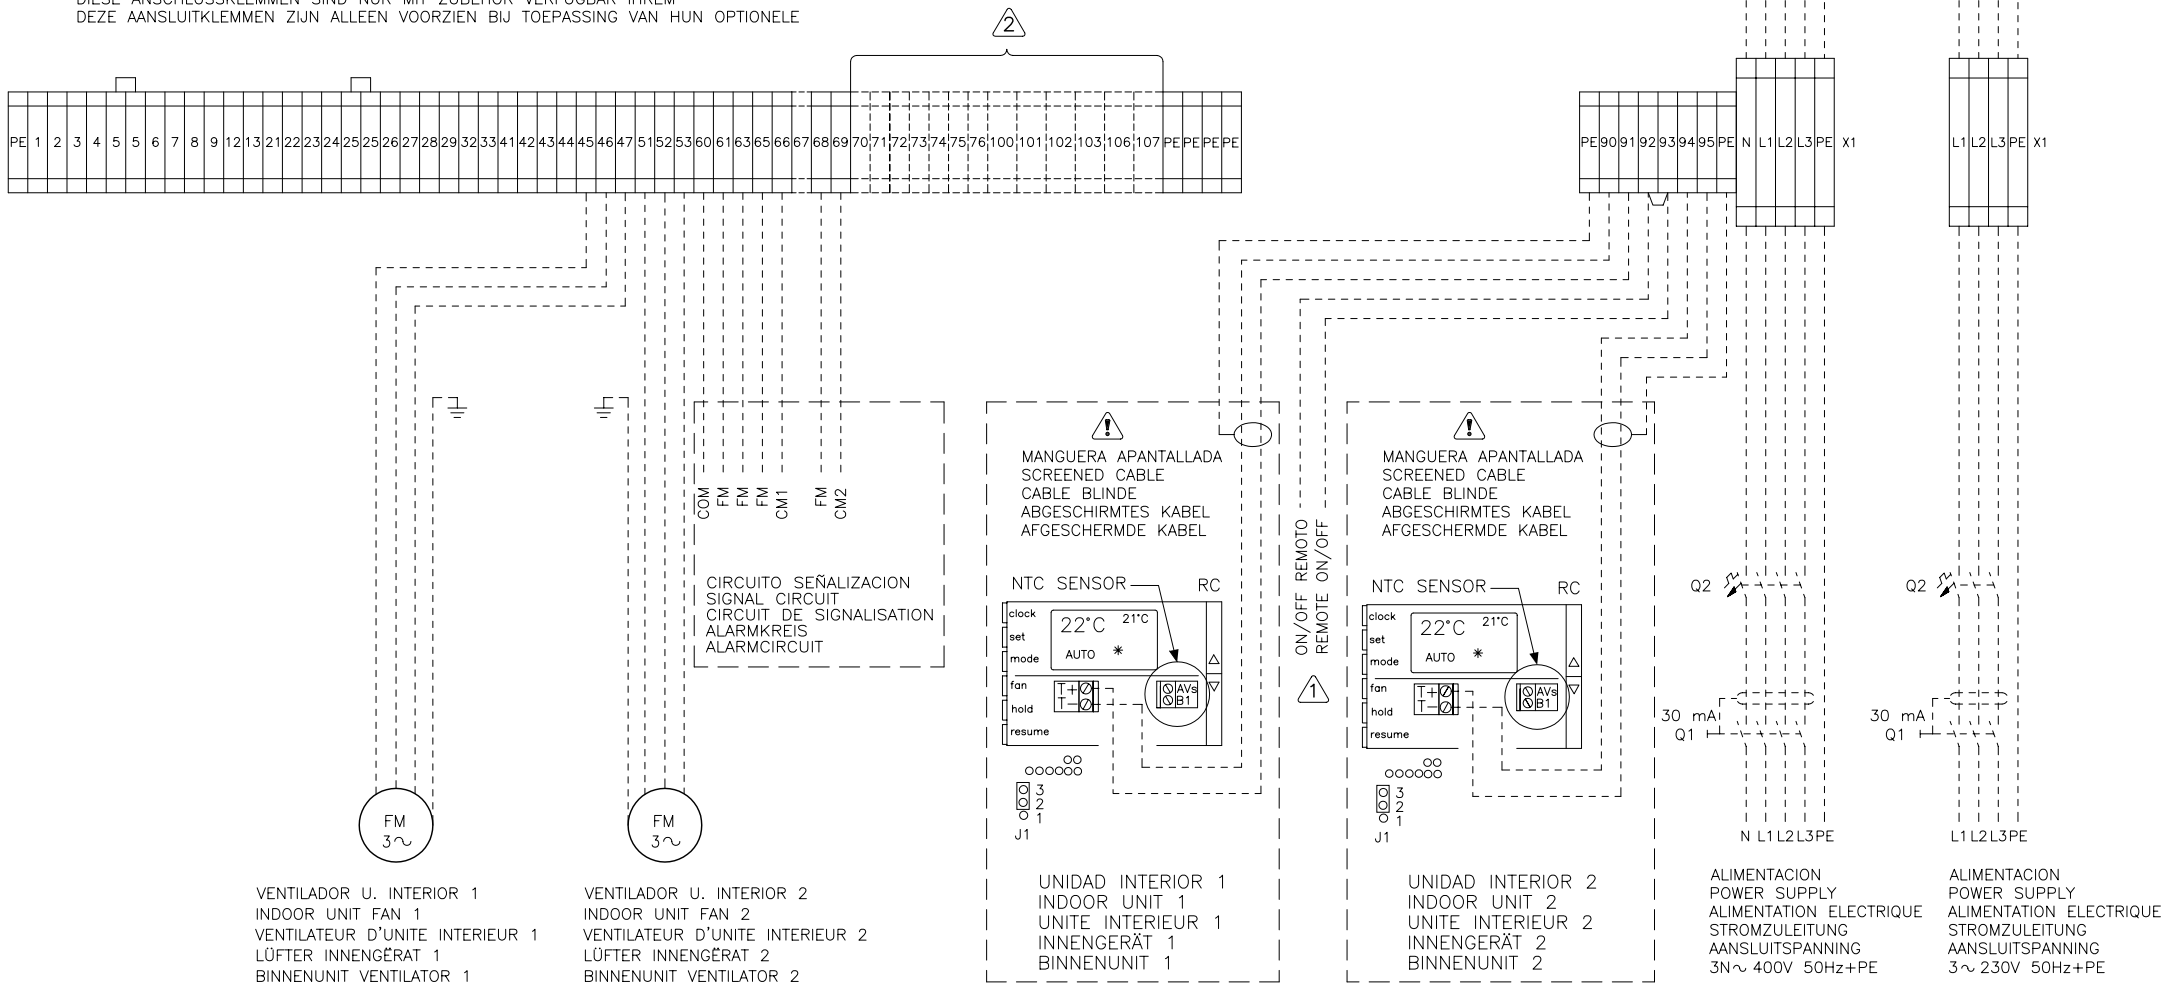 DEZE AANSLUITKLEMMEN ZIJN ALLEEN VOORZIEN BIJ TOEPASSING VAN HUN OPTIONELE
2
PE 1 2 3 4 5 5 6 7 8 9 12 13 21 22 23 24 25 25 26 27 28 29 32 33 41 42 43 44 45 46 47 51 52 53 60 61 63 65 66 67 68 69 70 71 72 73 74 75 76 100 101 102 103 106 107 PE PE PE PE
PE 90 91 92 93 94 95 PE N L1 L2 L3 PE X1
L1 L2 L3 PE X1
COM FM FM FM CM1 FM CM2
CIRCUITO SEÑALIZACION
SIGNAL CIRCUIT
CIRCUIT DE SIGNALISATION
ALARMKREIS
ALARMCIRCUIT
FM
3~
VENTILADOR U. INTERIOR 1
INDOOR UNIT FAN 1
VENTILATEUR D'UNITE INTERIEUR 1
LÜFTER INNENGËRAT 1
BINNENUNIT VENTILATOR 1
FM
3~
VENTILADOR U. INTERIOR 2
INDOOR UNIT FAN 2
VENTILATEUR D'UNITE INTERIEUR 2
LÜFTER INNENGËRAT 2
BINNENUNIT VENTILATOR 2
!
MANGUERA APANTALLADA
SCREENED CABLE
CABLE BLINDE
ABGESCHIRMTES KABEL
AFGESCHERMDE KABEL
NTC SENSOR RC
clock
set
mode
fan
hold
resume
22°C 21°C
AUTO *
T+
T-
AVs
B1
3
2
1
J1
UNIDAD INTERIOR 1
INDOOR UNIT 1
UNITE INTERIEUR 1
INNENGERÄT 1
BINNENUNIT 1
ON/OFF REMOTO
REMOTE ON/OFF
1
!
MANGUERA APANTALLADA
SCREENED CABLE
CABLE BLINDE
ABGESCHIRMTES KABEL
AFGESCHERMDE KABEL
NTC SENSOR RC
clock
set
mode
fan
hold
resume
22°C 21°C
AUTO *
T+
T-
AVs
B1
3
2
1
J1
UNIDAD INTERIOR 2
INDOOR UNIT 2
UNITE INTERIEUR 2
INNENGERÄT 2
BINNENUNIT 2
Q2
30 mA
Q1
N L1 L2 L3 PE
ALIMENTACION
POWER SUPPLY
ALIMENTATION ELECTRIQUE
STROMZULEITUNG
AANSLUITSPANNING
3N~ 400V 50Hz+PE
Q2
30 mA
Q1
L1 L2 L3 PE
ALIMENTACION
POWER SUPPLY
ALIMENTATION ELECTRIQUE
STROMZULEITUNG
AANSLUITSPANNING
3~ 230V 50Hz+PE